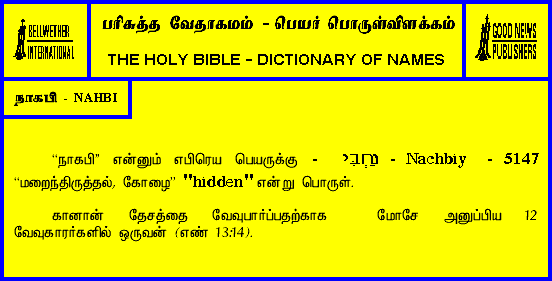 BELLWETHER
INTERNATIONAL
பரிசுத்த வேதாகமம் - பெயர் பொருள்விளக்கம்
THE HOLY BIBLE - DICTIONARY OF NAMES
GOOD NEWS
PUBLISHERS
நாகபி - NAHBI
“நாகபி” என்னும் எபிரெய பெயருக்கு - נַחְבִּי - Nachbiy - 5147
“மறைந்திருத்தல், கோழை” "hidden" என்று பொருள்.
கானான் தேசத்தை வேவுபார்ப்பதற்காக மோசே அனுப்பிய 12
வேவுகாரர்களில் ஒருவன் (எண் 13:14).